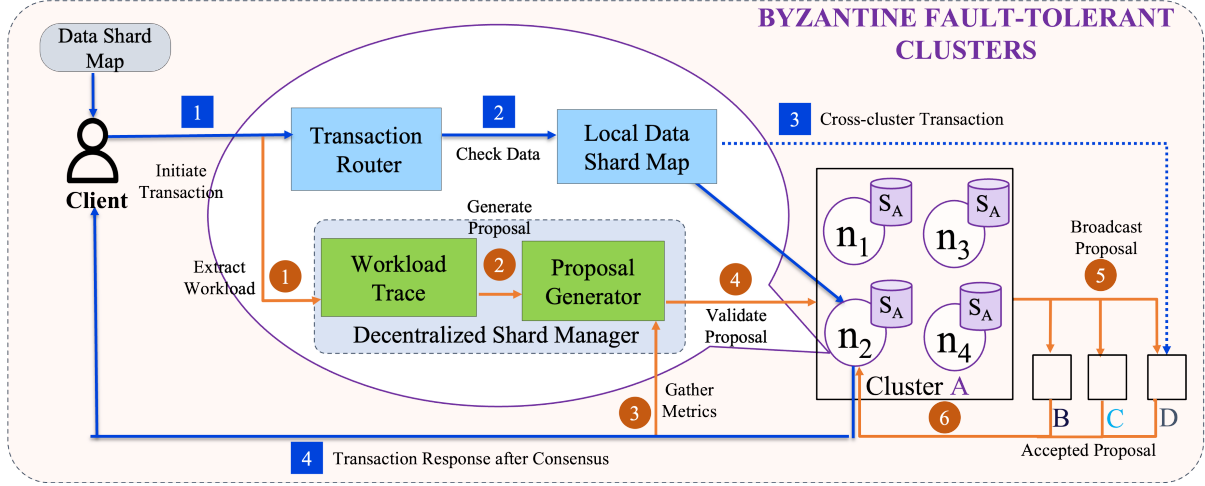 BYZANTINE FAULT-TOLERANT
CLUSTERS
Data Shard
Map
1
2
3
Cross-cluster Transaction
Transaction
Router
Check Data
Local Data
Shard Map
Client
Initiate
Transaction
Generate
Proposal
Extract
Workload
1
Workload
Trace
2
Proposal
Generator
Decentralized Shard Manager
4
Validate
Proposal
3
Gather
Metrics
n1
SA
n3
SA
n2
SA
n4
SA
Cluster A
Broadcast
Proposal
5
B
C
D
6
Accepted Proposal
4
Transaction Response after Consensus